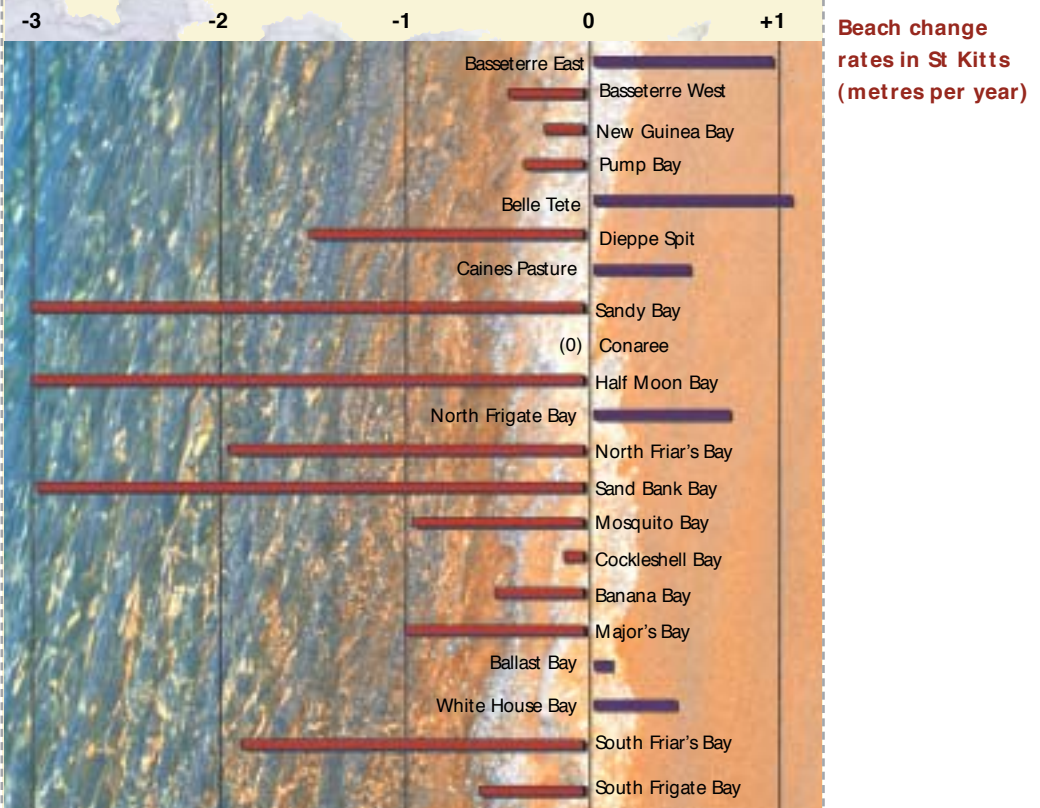 -3 -2 -1 0 +1
Beach change
rates in St Kitts
(metres per year)
Basseterre East
Basseterre West
New Guinea Bay
Pump Bay
Belle Tete
Dieppe Spit
Caines Pasture
Sandy Bay
(0) Conaree
Half Moon Bay
North Frigate Bay
North Friar's Bay
Sand Bank Bay
Mosquito Bay
Cockleshell Bay
Banana Bay
Major's Bay
Ballast Bay
White House Bay
South Friar's Bay
South Frigate Bay